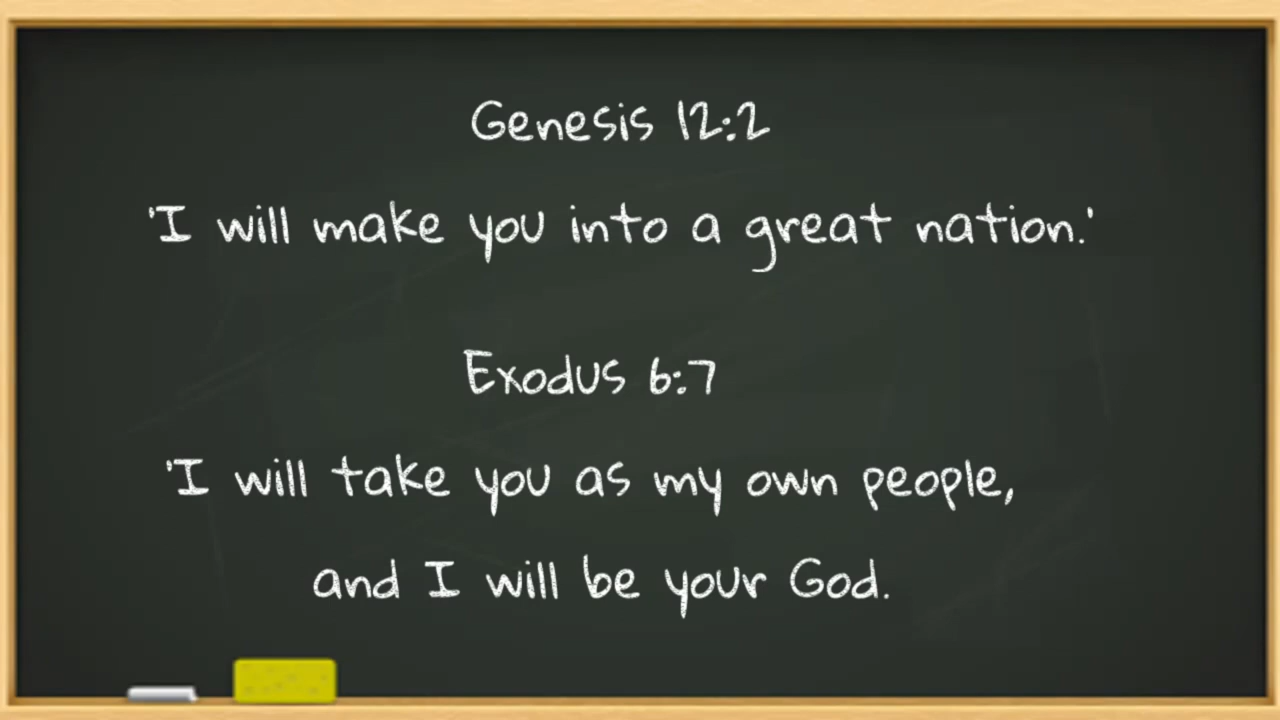 Genesis 12:2
'I will make you into a great nation.'
Exodus 6:7
'I will take you as my own people,
and I will be your God.